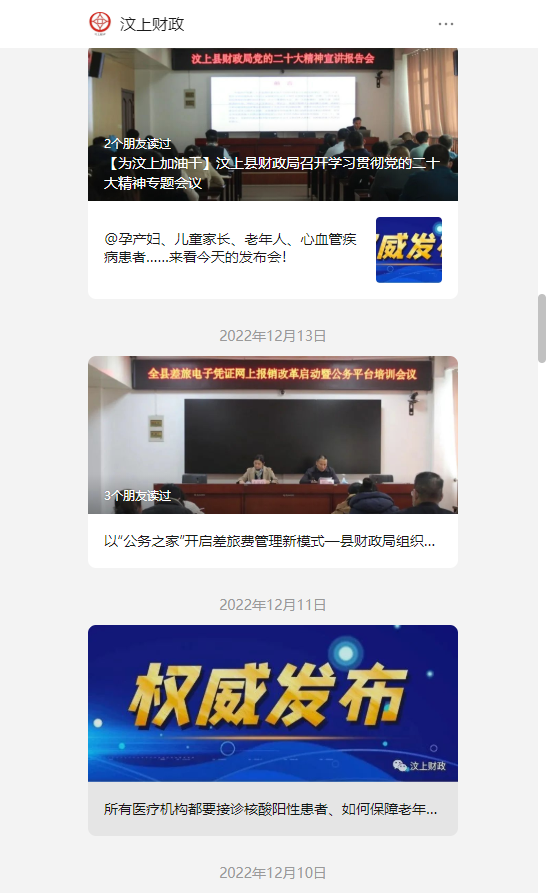 汶上财政
汶上县财政局党的二十大精神宣讲报告会
2个朋友读过
【为汶上加油干】汶上县财政局召开学习贯彻党的二十
大精神专题会议
@孕产妇、儿童家长、老年人、心血管疾
病患者……来看今天的发布会！
权威发布
2022年12月13日
全县差旅电子凭证网上报销改革启动暨公务平台培训会议
3个朋友读过
以“公务之家”开启差旅费管理新模式—县财政局组织...
2022年12月11日
权威发布
汶上财政
所有医疗机构都要接诊核酸阳性患者、如何保障老年...
2022年12月10日